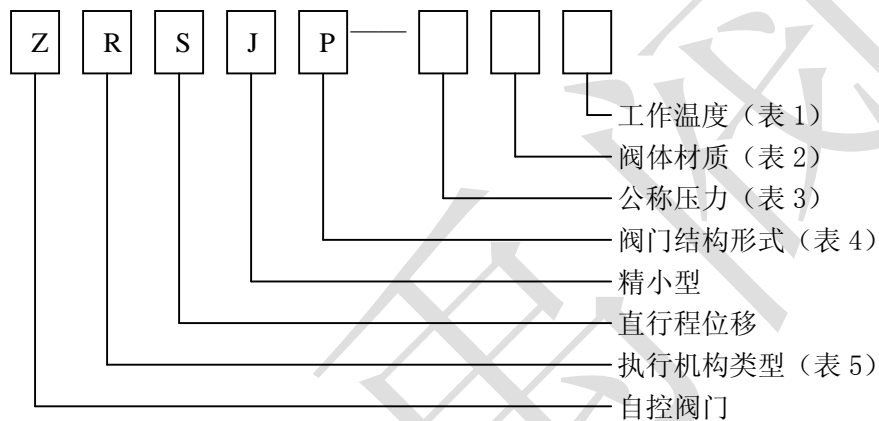 Z R S J P —
工作温度（表 1）
阀体材质（表 2）
公称压力（表 3）
阀门结构形式（表 4）
精小型
直行程位移
执行机构类型（表 5）
自控阀门